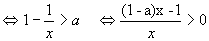 ⇔ 1 - 1/x > a ⇔ ((1-a)x -1)/x > 0